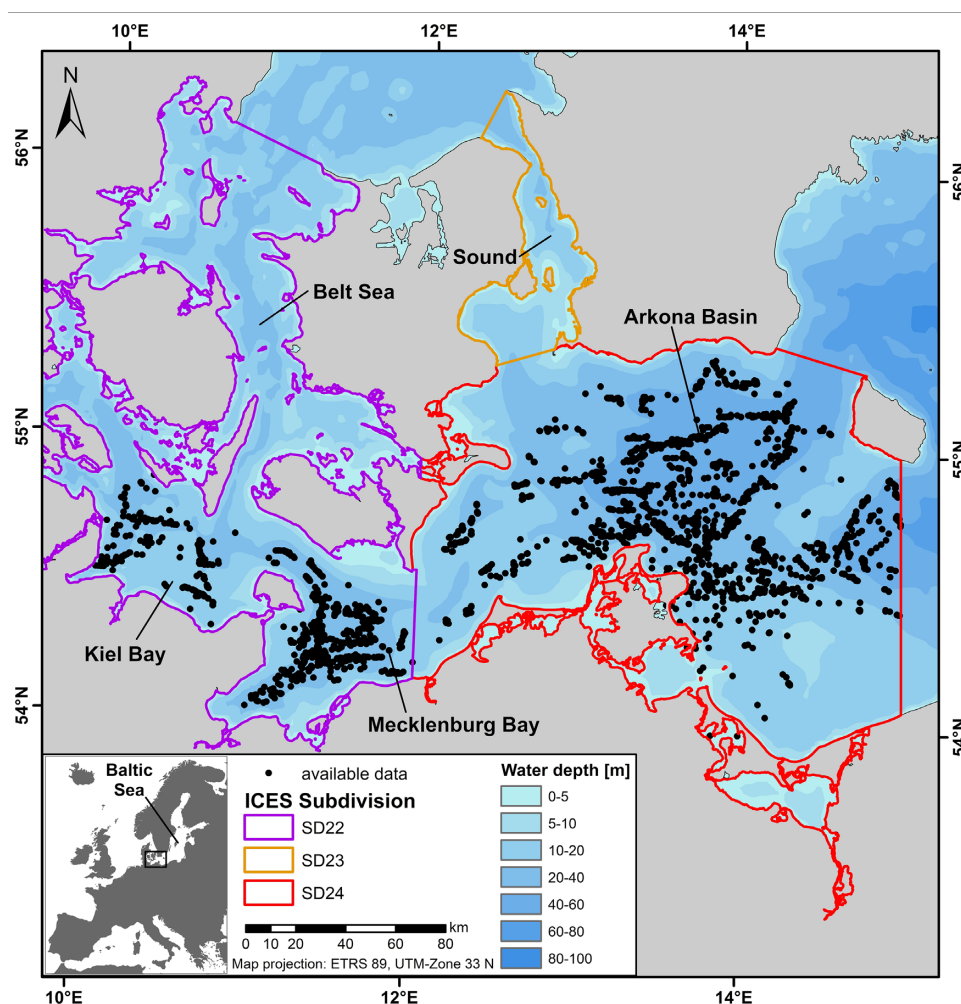 10°E 12°E 14°E
N
56°N
56°N
Sound
Belt Sea
Arkona Basin
55°N
55°N
Kiel Bay
Mecklenburg Bay
54°N
54°N
Baltic
Sea
available data
ICES Subdivision
SD22
SD23
SD24
km
0 10 20 40 60 80
Map projection: ETRS 89, UTM-Zone 33 N
Water depth [m]
0-5
5-10
10-20
20-40
40-60
60-80
80-100
10°E 12°E 14°E